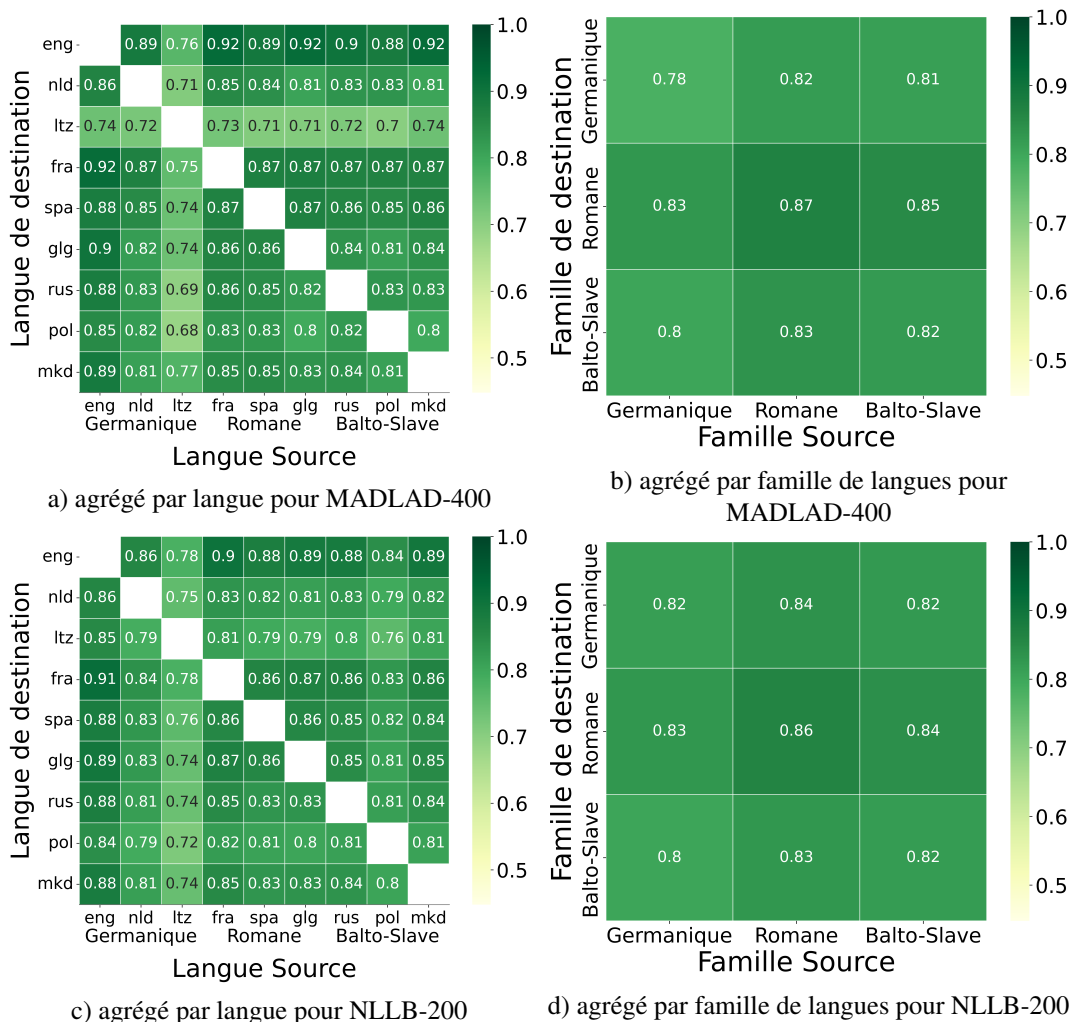 Langue de destination
eng 0.89 0.76 0.92 0.89 0.92 0.9 0.88 0.92
nld 0.86 0.71 0.85 0.84 0.81 0.83 0.83 0.81
ltz 0.74 0.72 0.73 0.71 0.71 0.72 0.7 0.74
fra 0.92 0.87 0.75 0.87 0.87 0.87 0.87 0.87
spa 0.88 0.85 0.74 0.87 0.87 0.86 0.85 0.86
glg 0.9 0.82 0.74 0.86 0.86 0.84 0.81 0.84
rus 0.88 0.83 0.69 0.86 0.85 0.82 0.83 0.83
pol 0.85 0.82 0.68 0.83 0.83 0.8 0.82 0.8
mkd 0.89 0.81 0.77 0.85 0.85 0.83 0.84 0.81
eng nld ltz fra spa glg rus pol mkd
Germanique Romane Balto-Slave
Langue Source
1.0
0.9
0.8
0.7
0.6
0.5
a) agrégé par langue pour MADLAD-400
Famille de destination
Germanique 0.78 0.82 0.81
Romane 0.83 0.87 0.85
Balto-Slave 0.8 0.83 0.82
Germanique Romane Balto-Slave
Famille Source
1.0
0.9
0.8
0.7
0.6
0.5
b) agrégé par famille de langues pour
MADLAD-400
Langue de destination
eng 0.86 0.78 0.9 0.88 0.89 0.88 0.84 0.89
nld 0.86 0.75 0.83 0.82 0.81 0.83 0.79 0.82
ltz 0.85 0.79 0.81 0.79 0.79 0.8 0.76 0.81
fra 0.91 0.84 0.78 0.86 0.87 0.86 0.83 0.86
spa 0.88 0.83 0.76 0.86 0.86 0.85 0.82 0.84
glg 0.89 0.83 0.74 0.87 0.86 0.85 0.81 0.85
rus 0.88 0.81 0.74 0.85 0.83 0.83 0.81 0.84
pol 0.84 0.79 0.72 0.82 0.81 0.8 0.81 0.81
mkd 0.88 0.81 0.74 0.85 0.83 0.83 0.84 0.8
eng nld ltz fra spa glg rus pol mkd
Germanique Romane Balto-Slave
Langue Source
1.0
0.9
0.8
0.7
0.6
0.5
c) agrégé par langue pour NLLB-200
Famille de destination
Germanique 0.82 0.84 0.82
Romane 0.83 0.86 0.84
Balto-Slave 0.8 0.83 0.82
Germanique Romane Balto-Slave
Famille Source
1.0
0.9
0.8
0.7
0.6
0.5
d) agrégé par famille de langues pour NLLB-200